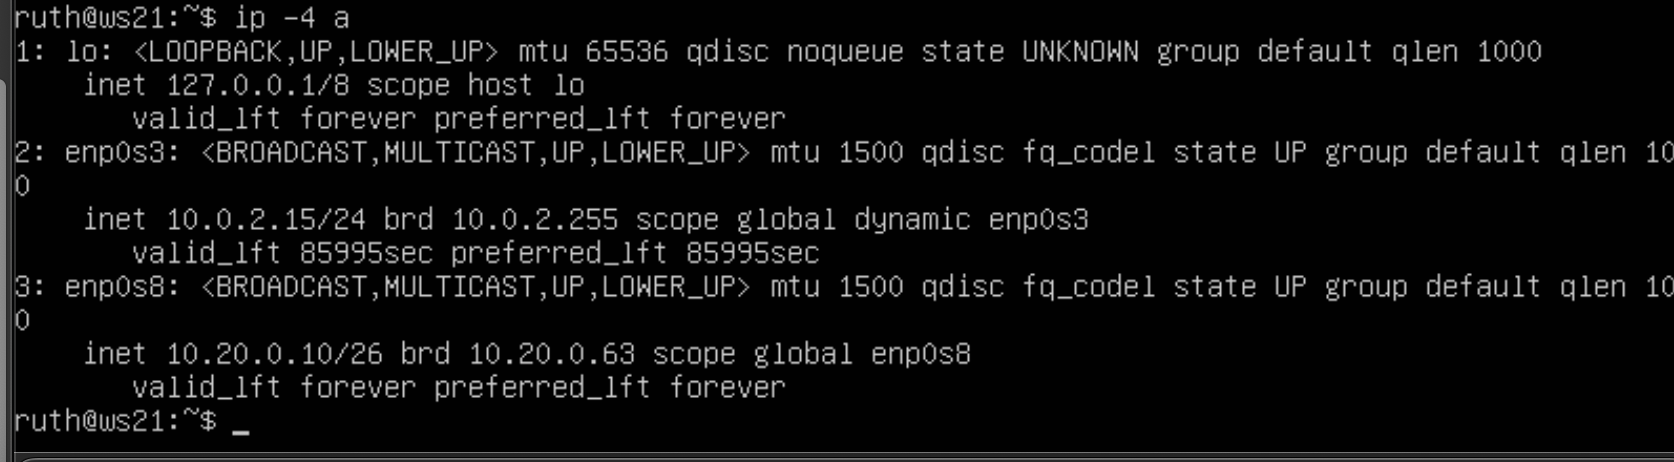 ruth@ws21:~$ ip -4 a
1: lo: <LOOPBACK,UP,LOWER_UP> mtu 65536 qdisc noqueue state UNKNOWN group default qlen 1000
    inet 127.0.0.1/8 scope host lo
       valid_lft forever preferred_lft forever
2: enp0s3: <BROADCAST,MULTICAST,UP,LOWER_UP> mtu 1500 qdisc fq_codel state UP group default qlen 10
0
    inet 10.0.2.15/24 brd 10.0.2.255 scope global dynamic enp0s3
       valid_lft 85995sec preferred_lft 85995sec
3: enp0s8: <BROADCAST,MULTICAST,UP,LOWER_UP> mtu 1500 qdisc fq_codel state UP group default qlen 10
0
    inet 10.20.0.10/26 brd 10.20.0.63 scope global enp0s8
       valid_lft forever preferred_lft forever
ruth@ws21:~$ _